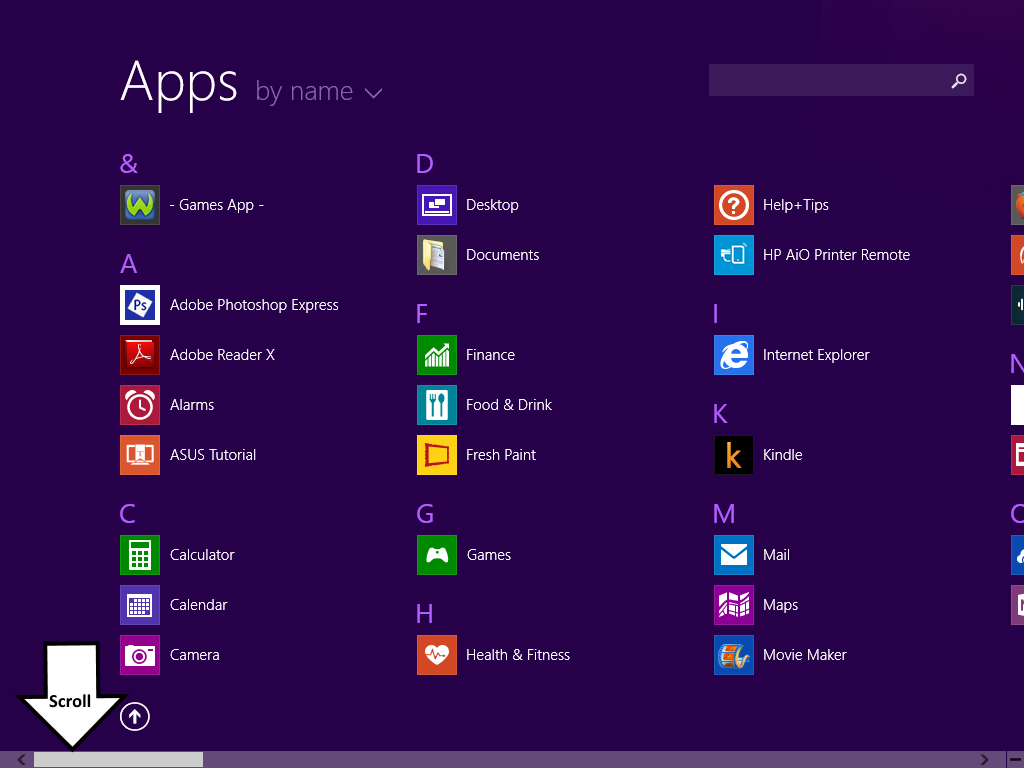 Apps by name
&
- Games App -
A
Adobe Photoshop Express
Ps
Adobe Reader X
Alarms
ASUS Tutorial
C
Calculator
Calendar
Camera
D
Desktop
Documents
F
Finance
Food & Drink
Fresh Paint
G
Games
H
Health & Fitness
Help+Tips
HP AiO Printer Remote
I
Internet Explorer
K
k
Kindle
M
Mail
Maps
Movie Maker
N
Scroll